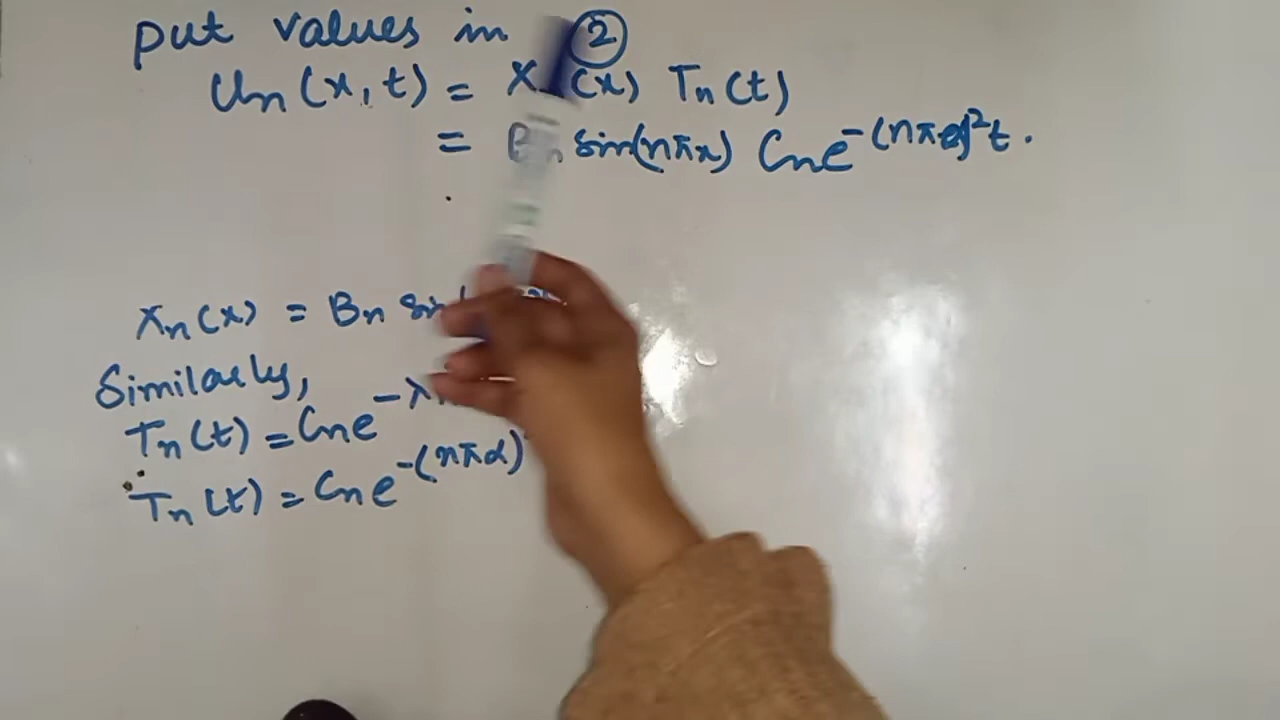 put values in ②
Un(x,t) = X (x) Tn(t)
= Bn sin(nπx) Cne^-(nπα)²t.
Xn(x) = Bn sin
Similarly,
Tn(t) = Cne^-λ
Tn(t) = Cne^-(nπα)